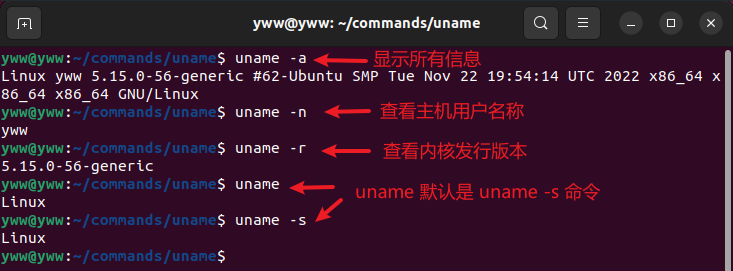 yww@yww: ~/commands/uname
yww@yww:~/commands/uname$ uname -a 显示所有信息
Linux yww 5.15.0-56-generic #62-Ubuntu SMP Tue Nov 22 19:54:14 UTC 2022 x86_64 x
86_64 x86_64 GNU/Linux
yww@yww:~/commands/uname$ uname -n 查看主机用户名称
yww
yww@yww:~/commands/uname$ uname -r 查看内核发行版本
5.15.0-56-generic
yww@yww:~/commands/uname$ uname
Linux uname 默认是 uname -s 命令
yww@yww:~/commands/uname$ uname -s
Linux
yww@yww:~/commands/uname$